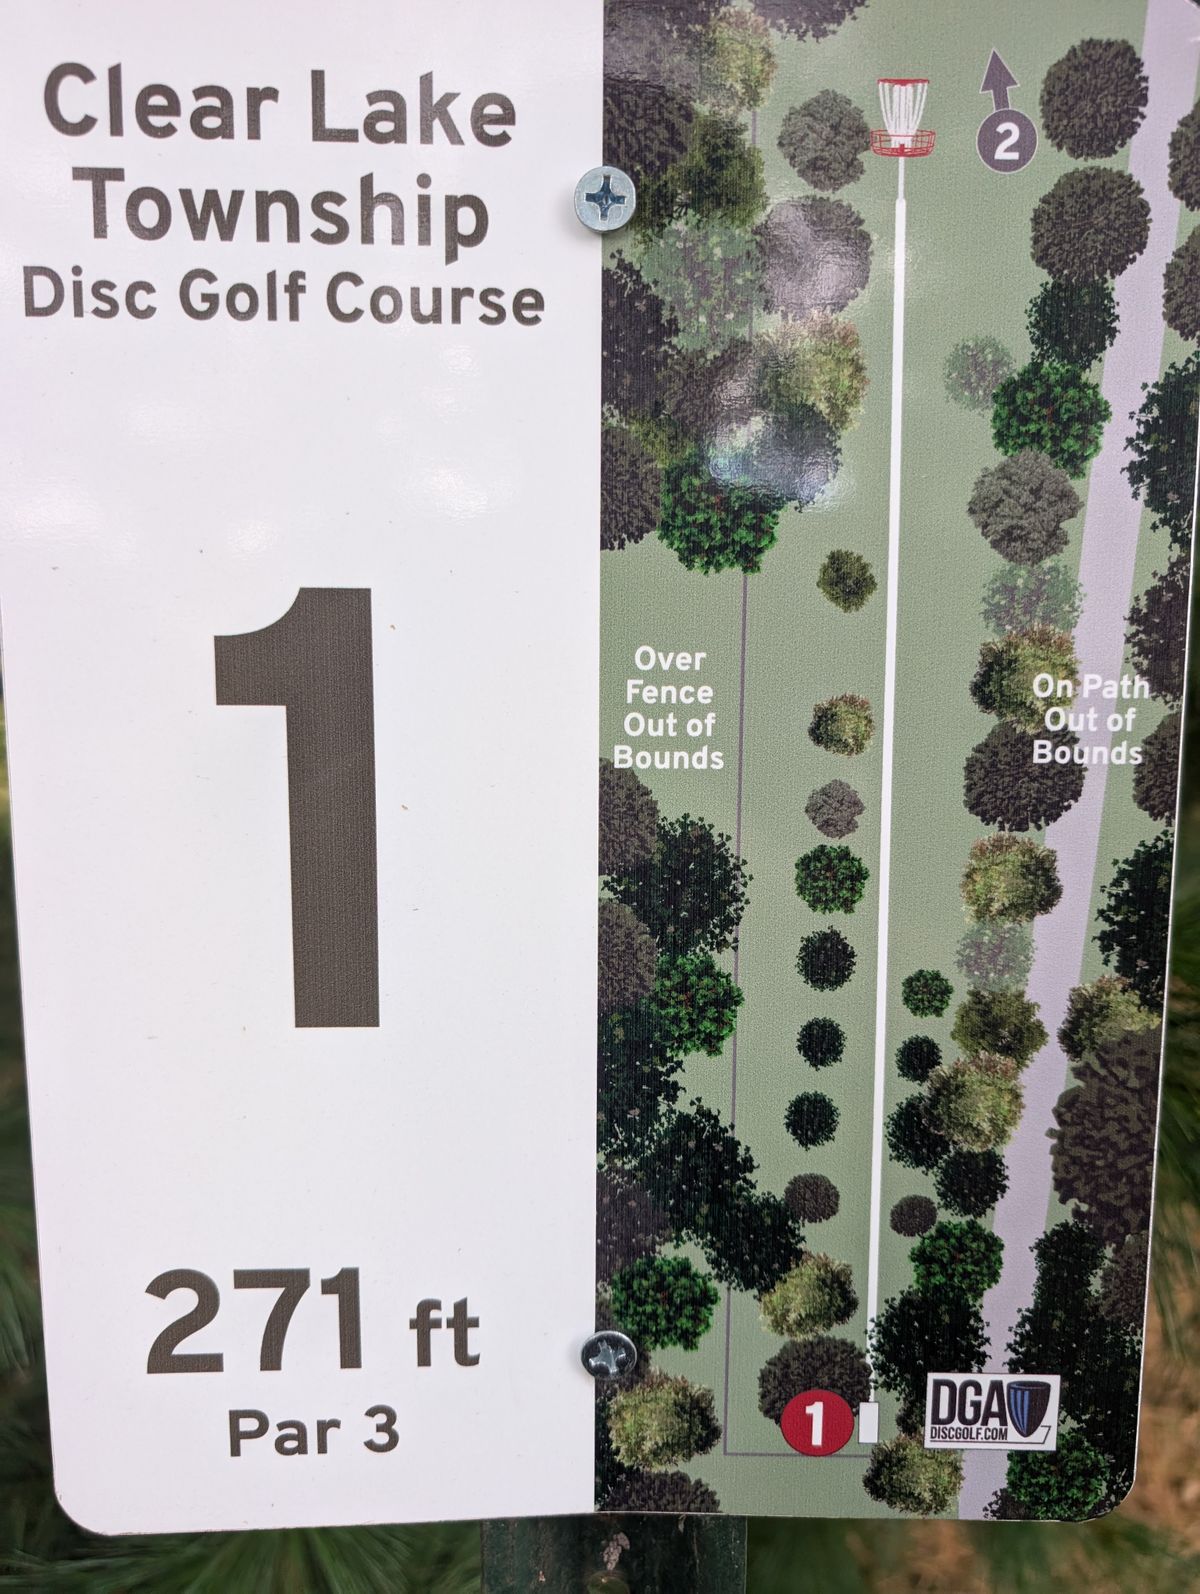 Clear Lake
Township
Disc Golf Course
1
271 ft
Par 3
2
Over
Fence
Out of
Bounds
On Path
Out of
Bounds
1
DGA
DISCGOLF.COM